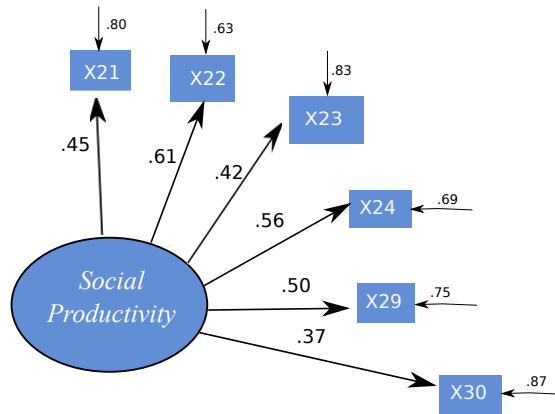 .80
.63
X21
X22
.83
X23
.45
.61
.42
.56
X24
.69
Social
Productivity
.50
X29
.75
.37
X30
.87